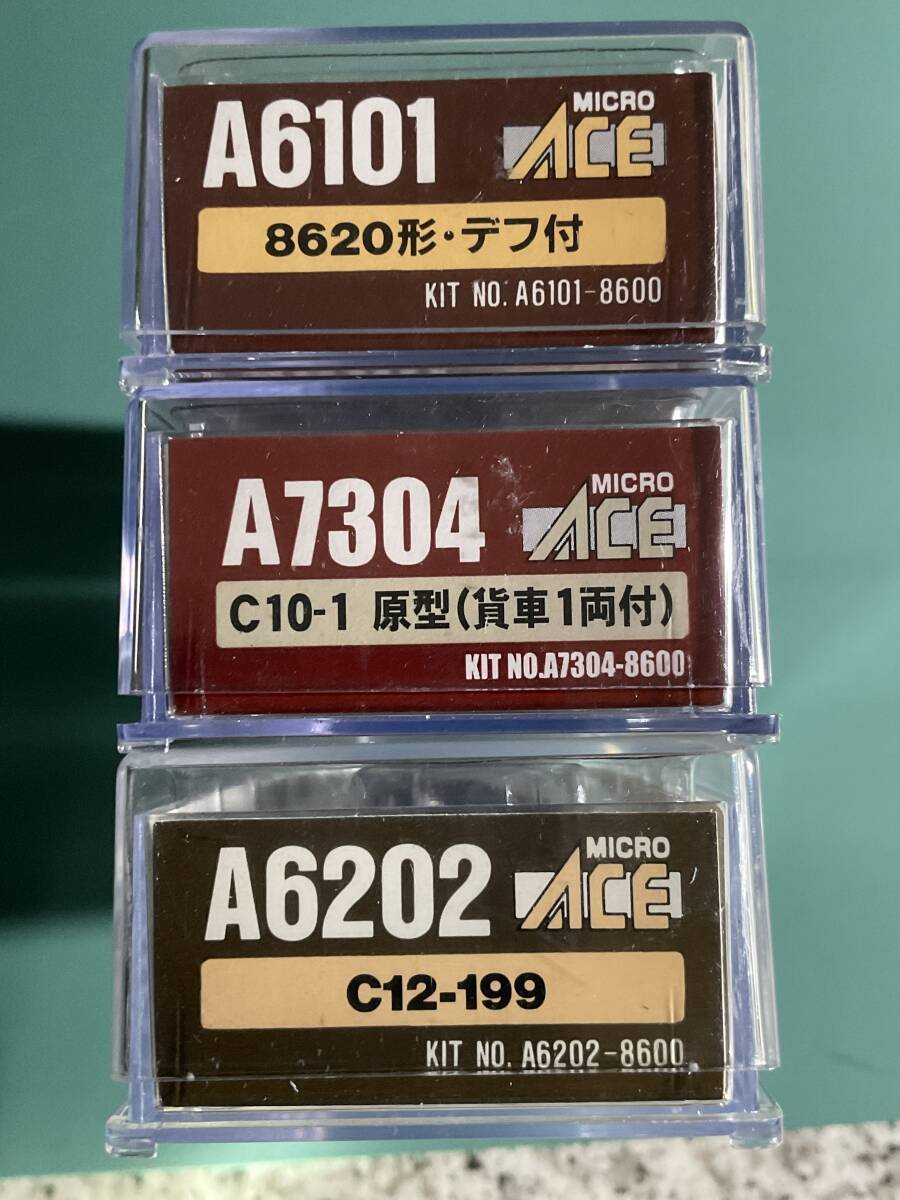 A6101
MICRO
ACE
8620形・デフ付
KIT NO. A6101-8600
A7304
MICRO
ACE
C10-1 原型(貨車1両付)
KIT NO.A7304-8600
A6202
MICRO
ACE
C12-199
KIT NO. A6202-8600